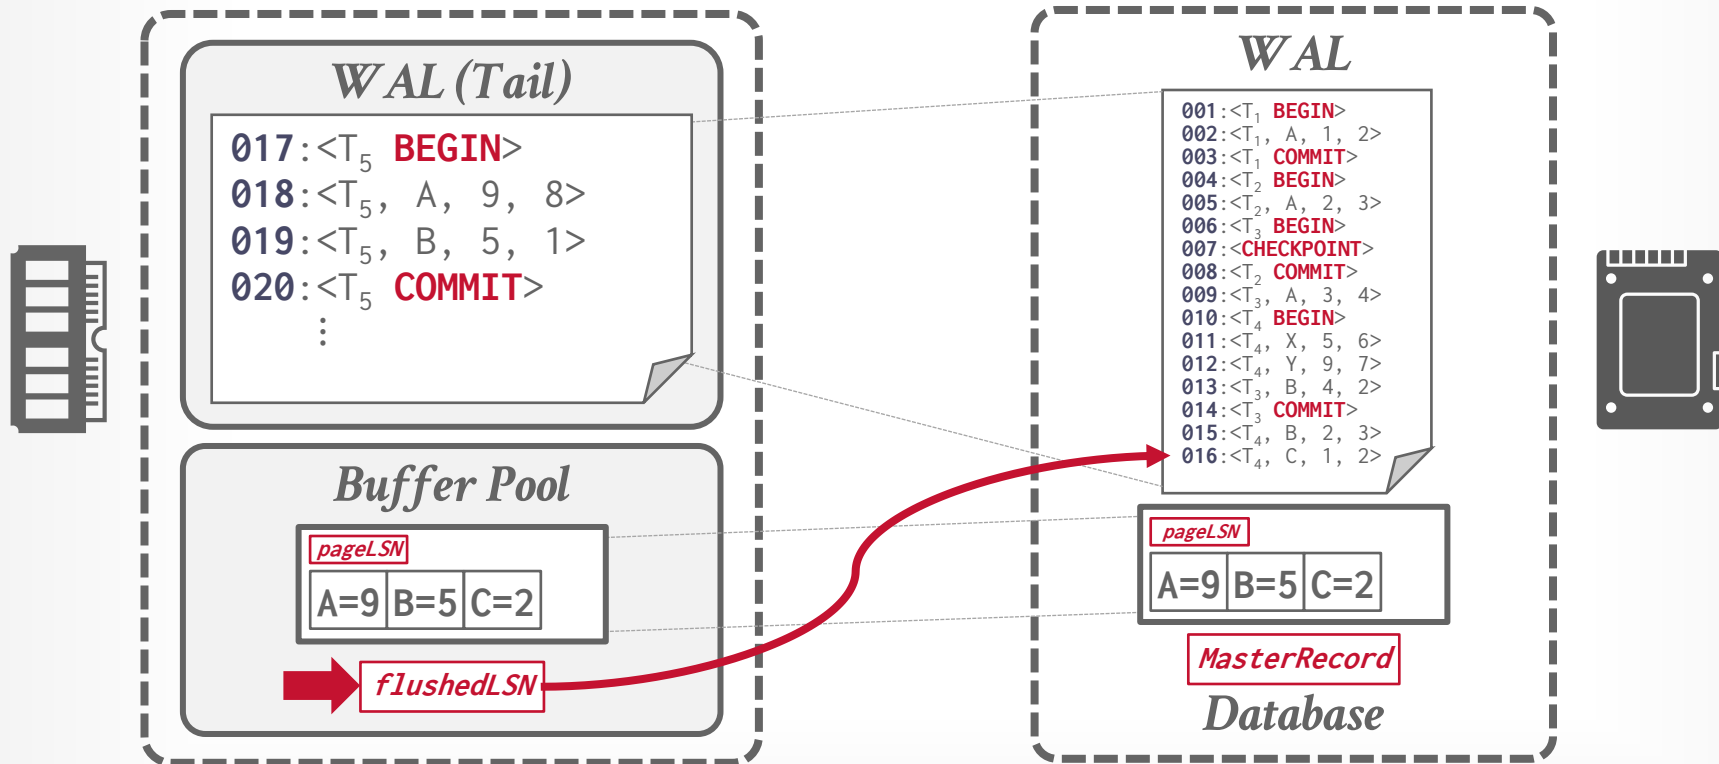 WAL (Tail)
017:<T5 BEGIN>
018:<T5, A, 9, 8>
019:<T5, B, 5, 1>
020:<T5 COMMIT>
⋮
Buffer Pool
pageLSN
A=9 B=5 C=2
flushedLSN
WAL
001:<T1 BEGIN>
002:<T1, A, 1, 2>
003:<T1 COMMIT>
004:<T2 BEGIN>
005:<T2, A, 2, 3>
006:<T3 BEGIN>
007:<CHECKPOINT>
008:<T2 COMMIT>
009:<T3, A, 3, 4>
010:<T4 BEGIN>
011:<T4, X, 5, 6>
012:<T4, Y, 9, 7>
013:<T3, B, 4, 2>
014:<T3 COMMIT>
015:<T4, B, 2, 3>
016:<T4, C, 1, 2>
pageLSN
A=9 B=5 C=2
MasterRecord
Database